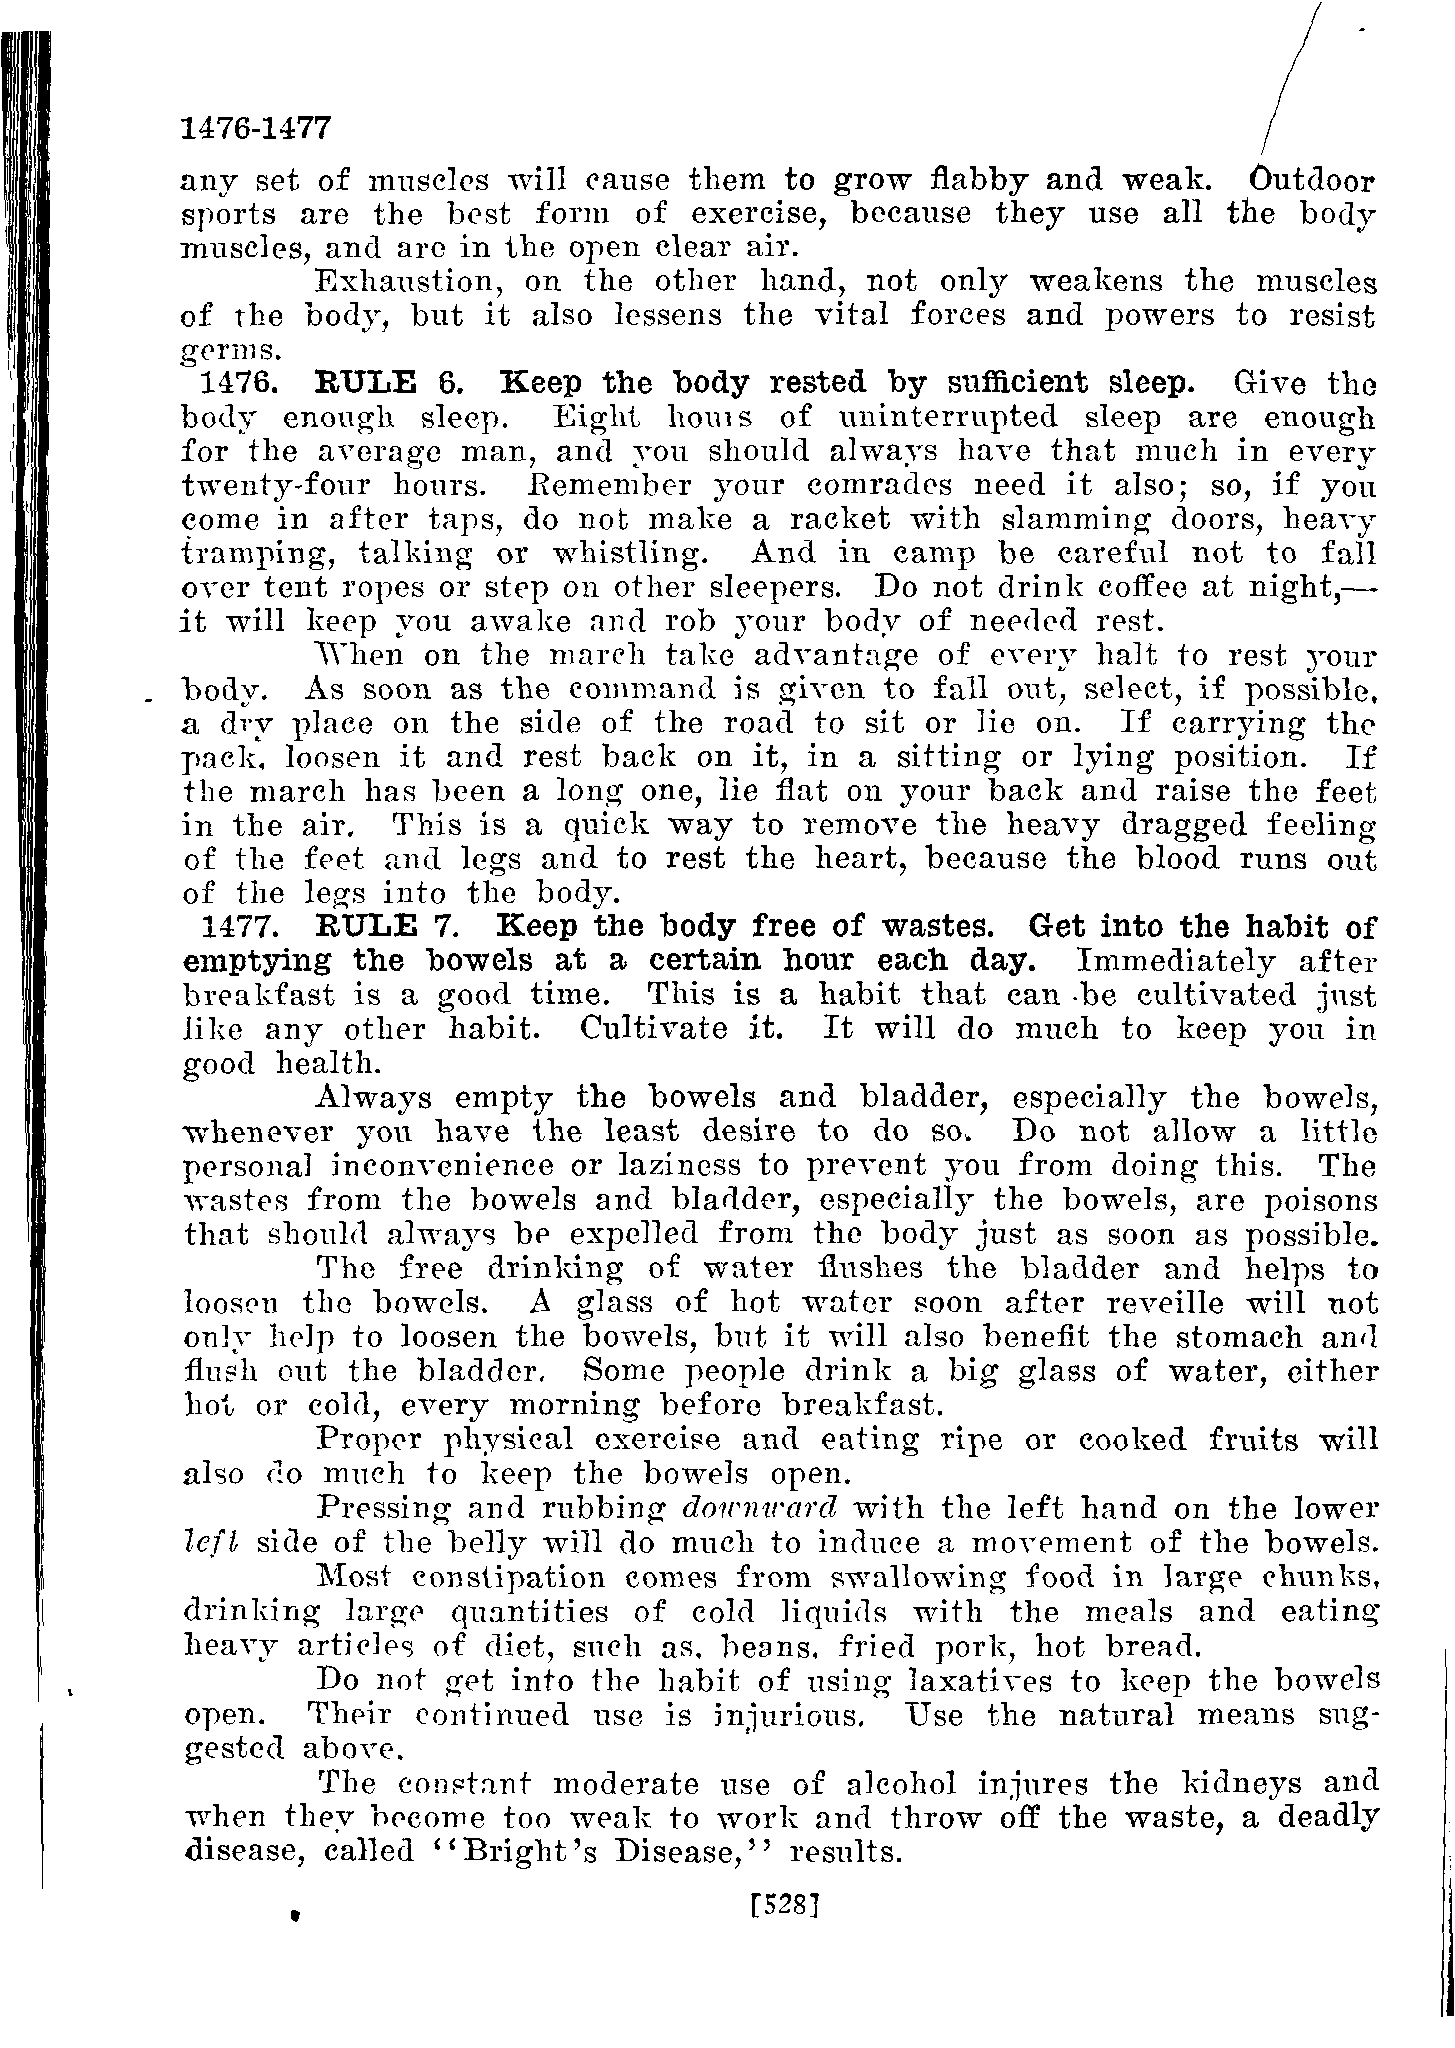 1476-1477
any set of muscles will cause them to grow flabby and weak. Outdoor
sports are the best form of exercise, because they use all the body
muscles, and are in the open clear air.
Exhaustion, on the other hand, not only weakens the muscles
of the body, but it also lessens the vital forces and powers to resist
germs.
1476. RULE 6. Keep the body rested by sufficient sleep. Give the
body enough sleep. Eight hours of uninterrupted sleep are enough
for the average man, and you should always have that much in every
twenty-four hours. Remember your comrades need it also; so, if you
come in after taps, do not make a racket with slamming doors, heavy
tramping, talking or whistling. And in camp be careful not to fall
over tent ropes or step on other sleepers. Do not drink coffee at night,—
it will keep you awake and rob your body of needed rest.
When on the march take advantage of every halt to rest your
body. As soon as the command is given to fall out, select, if possible,
a dry place on the side of the road to sit or lie on. If carrying the
pack, loosen it and rest back on it, in a sitting or lying position. If
the march has been a long one, lie flat on your back and raise the feet
in the air. This is a quick way to remove the heavy dragged feeling
of the feet and legs and to rest the heart, because the blood runs out
of the legs into the body.
1477. RULE 7. Keep the body free of wastes. Get into the habit of
emptying the bowels at a certain hour each day. Immediately after
breakfast is a good time. This is a habit that can be cultivated just
like any other habit. Cultivate it. It will do much to keep you in
good health.
Always empty the bowels and bladder, especially the bowels,
whenever you have the least desire to do so. Do not allow a little
personal inconvenience or laziness to prevent you from doing this. The
wastes from the bowels and bladder, especially the bowels, are poisons
that should always be expelled from the body just as soon as possible.
The free drinking of water flushes the bladder and helps to
loosen the bowels. A glass of hot water soon after reveille will not
only help to loosen the bowels, but it will also benefit the stomach and
flush out the bladder. Some people drink a big glass of water, either
hot or cold, every morning before breakfast.
Proper physical exercise and eating ripe or cooked fruits will
also do much to keep the bowels open.
Pressing and rubbing downward with the left hand on the lower
left side of the belly will do much to induce a movement of the bowels.
Most constipation comes from swallowing food in large chunks,
drinking large quantities of cold liquids with the meals and eating
heavy articles of diet, such as, beans, fried pork, hot bread.
Do not get into the habit of using laxatives to keep the bowels
open. Their continued use is injurious. Use the natural means sug-
gested above.
The constant moderate use of alcohol injures the kidneys and
when they become too weak to work and throw off the waste, a deadly
disease, called "Bright's Disease," results.
[528]